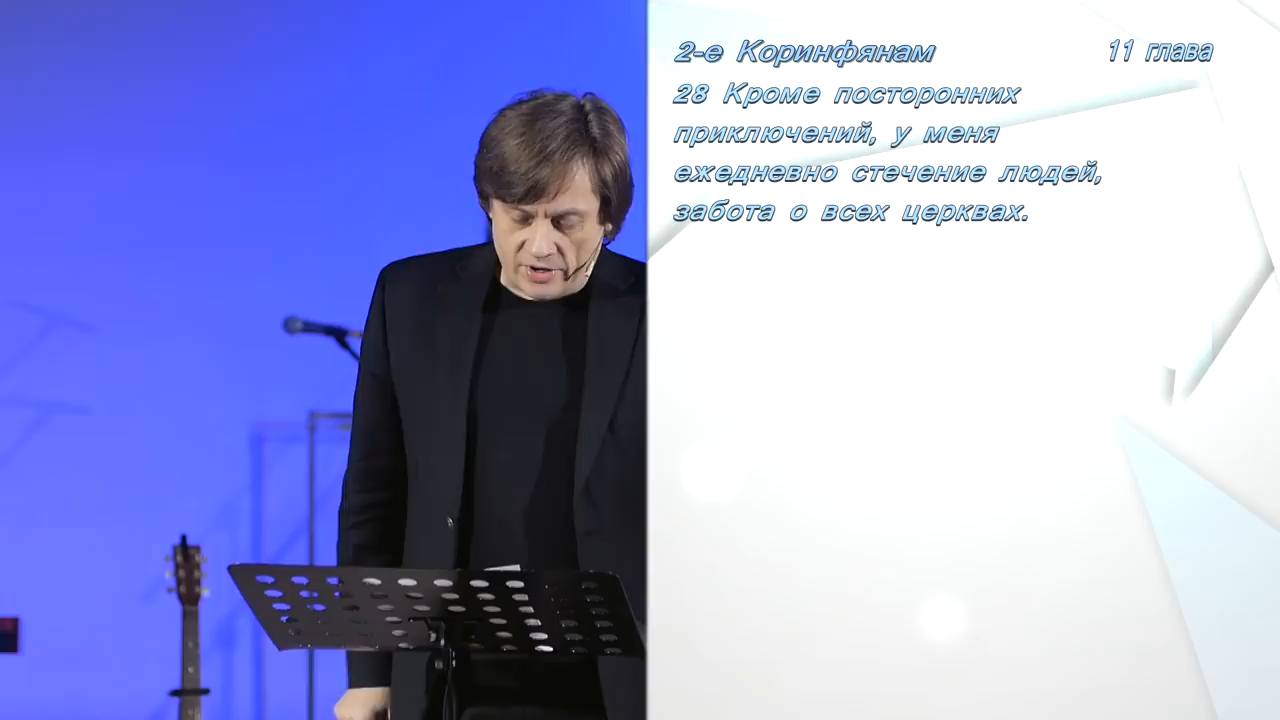 2-е Коринфянам 11 глава
28 Кроме посторонних
приключений, у меня
ежедневно стечение людей,
забота о всех церквах.